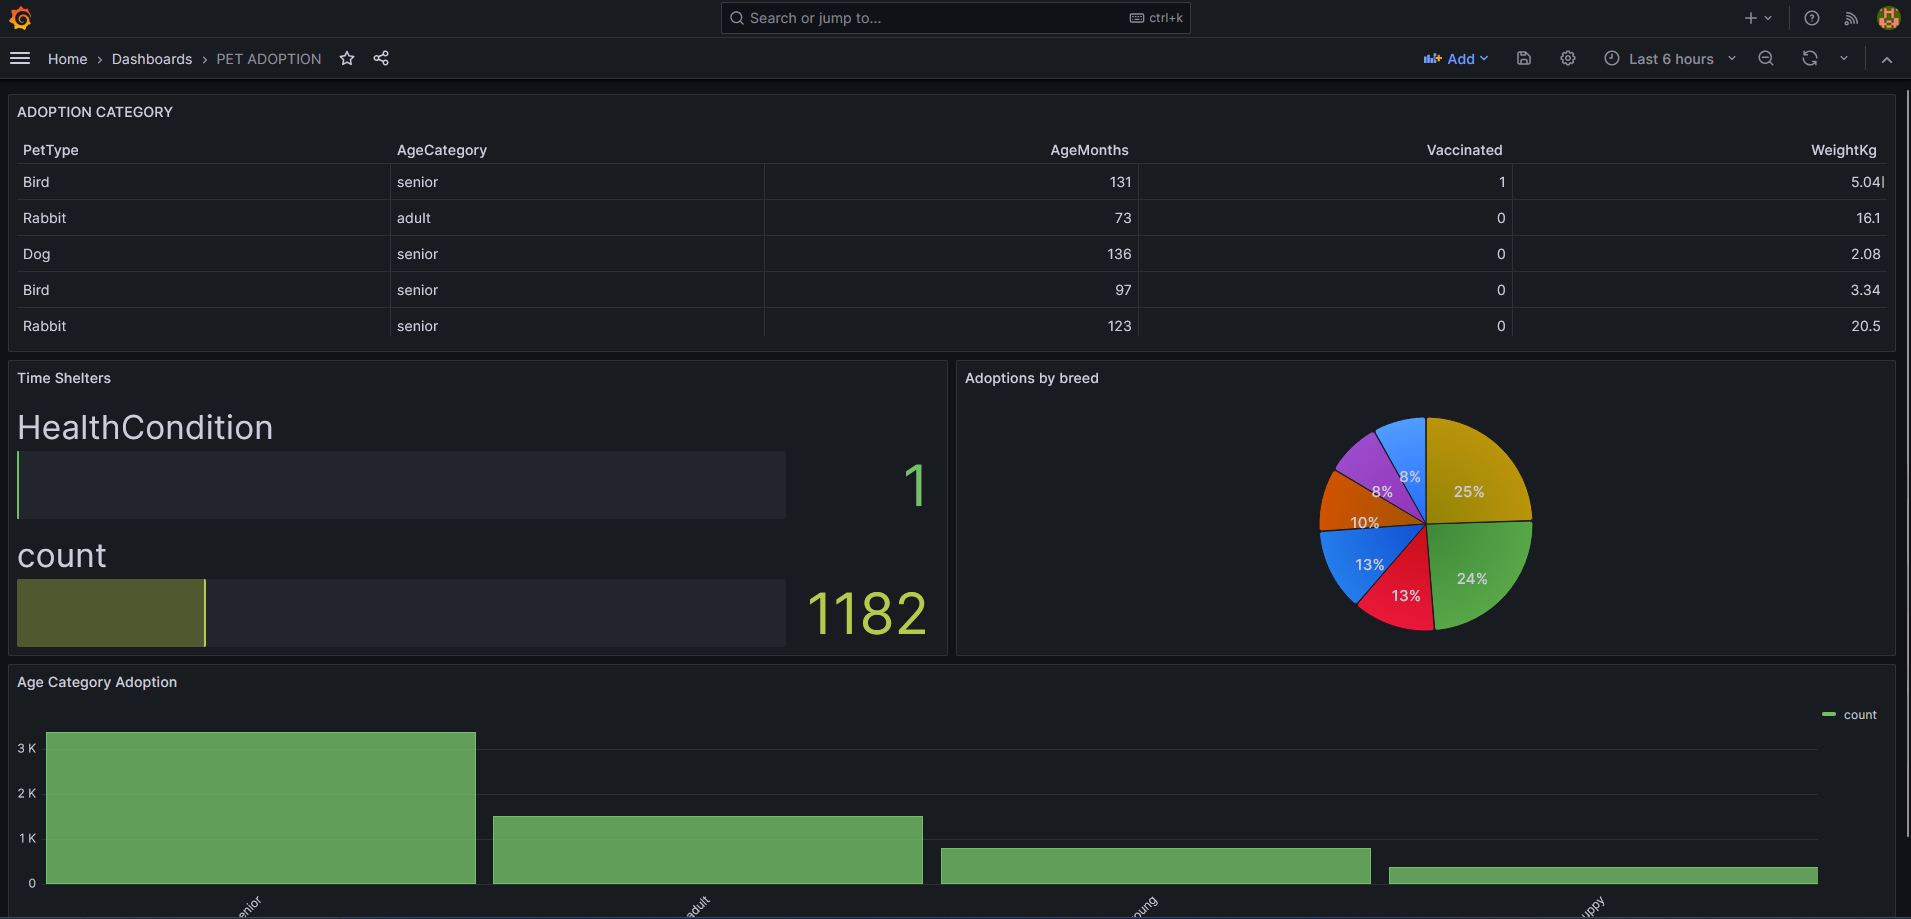 Search or jump to...
ctrl+k
Home › Dashboards › PET ADOPTION
Add
Last 6 hours
ADOPTION CATEGORY
PetType AgeCategory AgeMonths Vaccinated WeightKg
Bird senior 131 1 5.04
Rabbit adult 73 0 16.1
Dog senior 136 0 2.08
Bird senior 97 0 3.34
Rabbit senior 123 0 20.5
Time Shelters
HealthCondition
1
count
1182
Adoptions by breed
8%
25%
8%
10%
13%
24%
13%
Age Category Adoption
count
3 K
2 K
1 K
0
enior
adult
oung
uppy